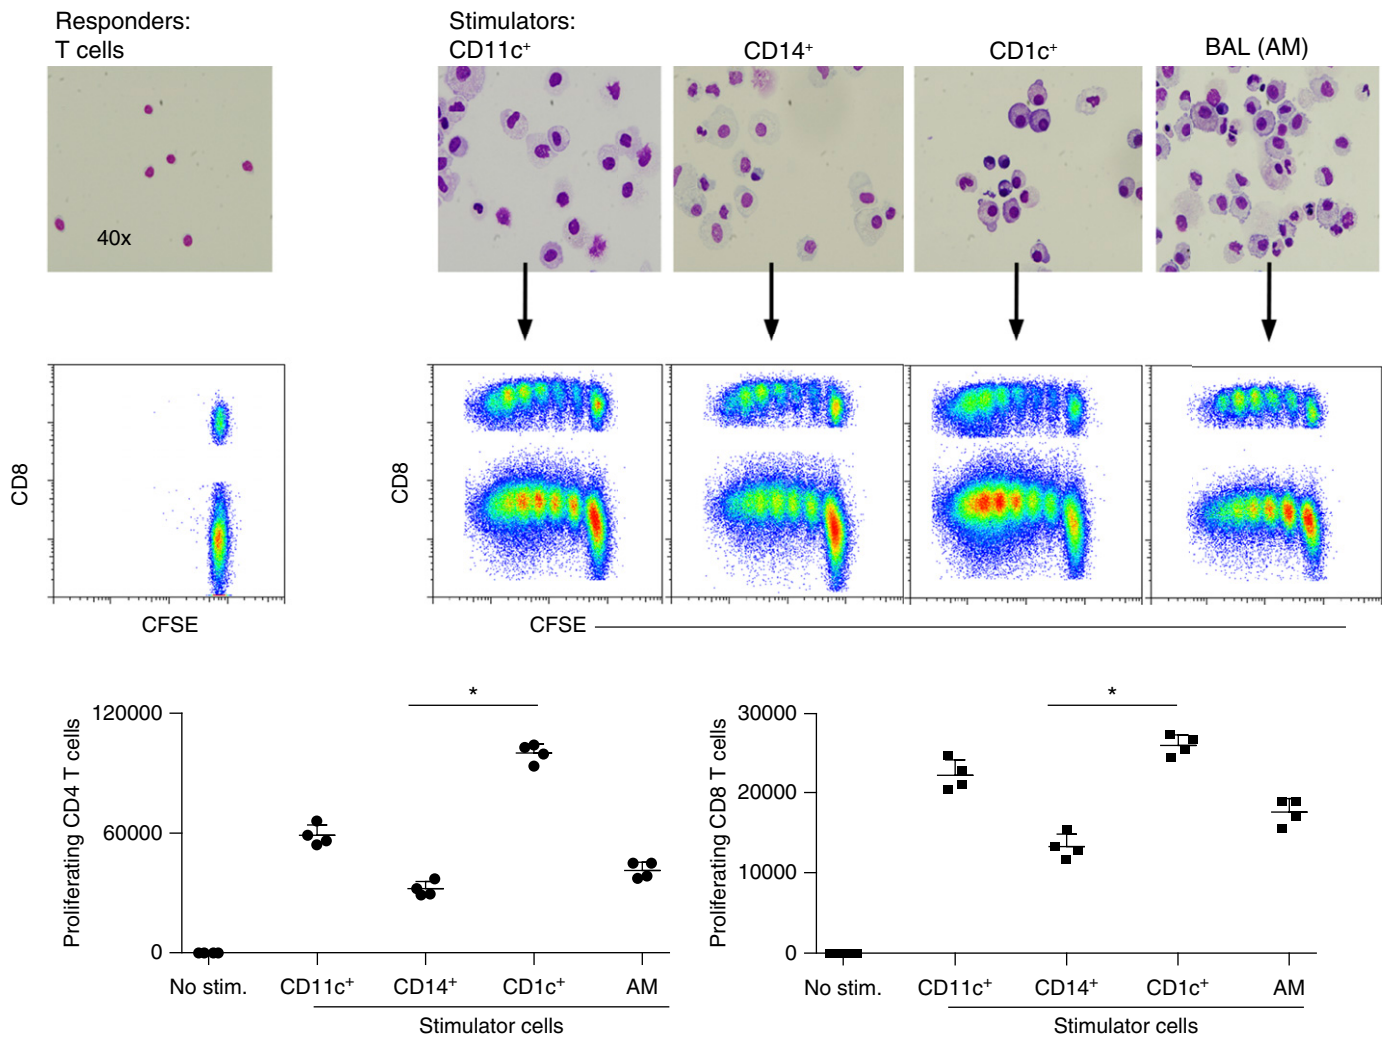 Responders:
T cells
Stimulators:
CD11c+
CD14+
CD1c+
BAL (AM)
40x
CD8
CFSE
CD8
CFSE
*
120000
60000
0
Proliferating CD4 T cells
No stim.
CD11c+
CD14+
CD1c+
AM
Stimulator cells
*
30000
20000
10000
0
Proliferating CD8 T cells
No stim.
CD11c+
CD14+
CD1c+
AM
Stimulator cells